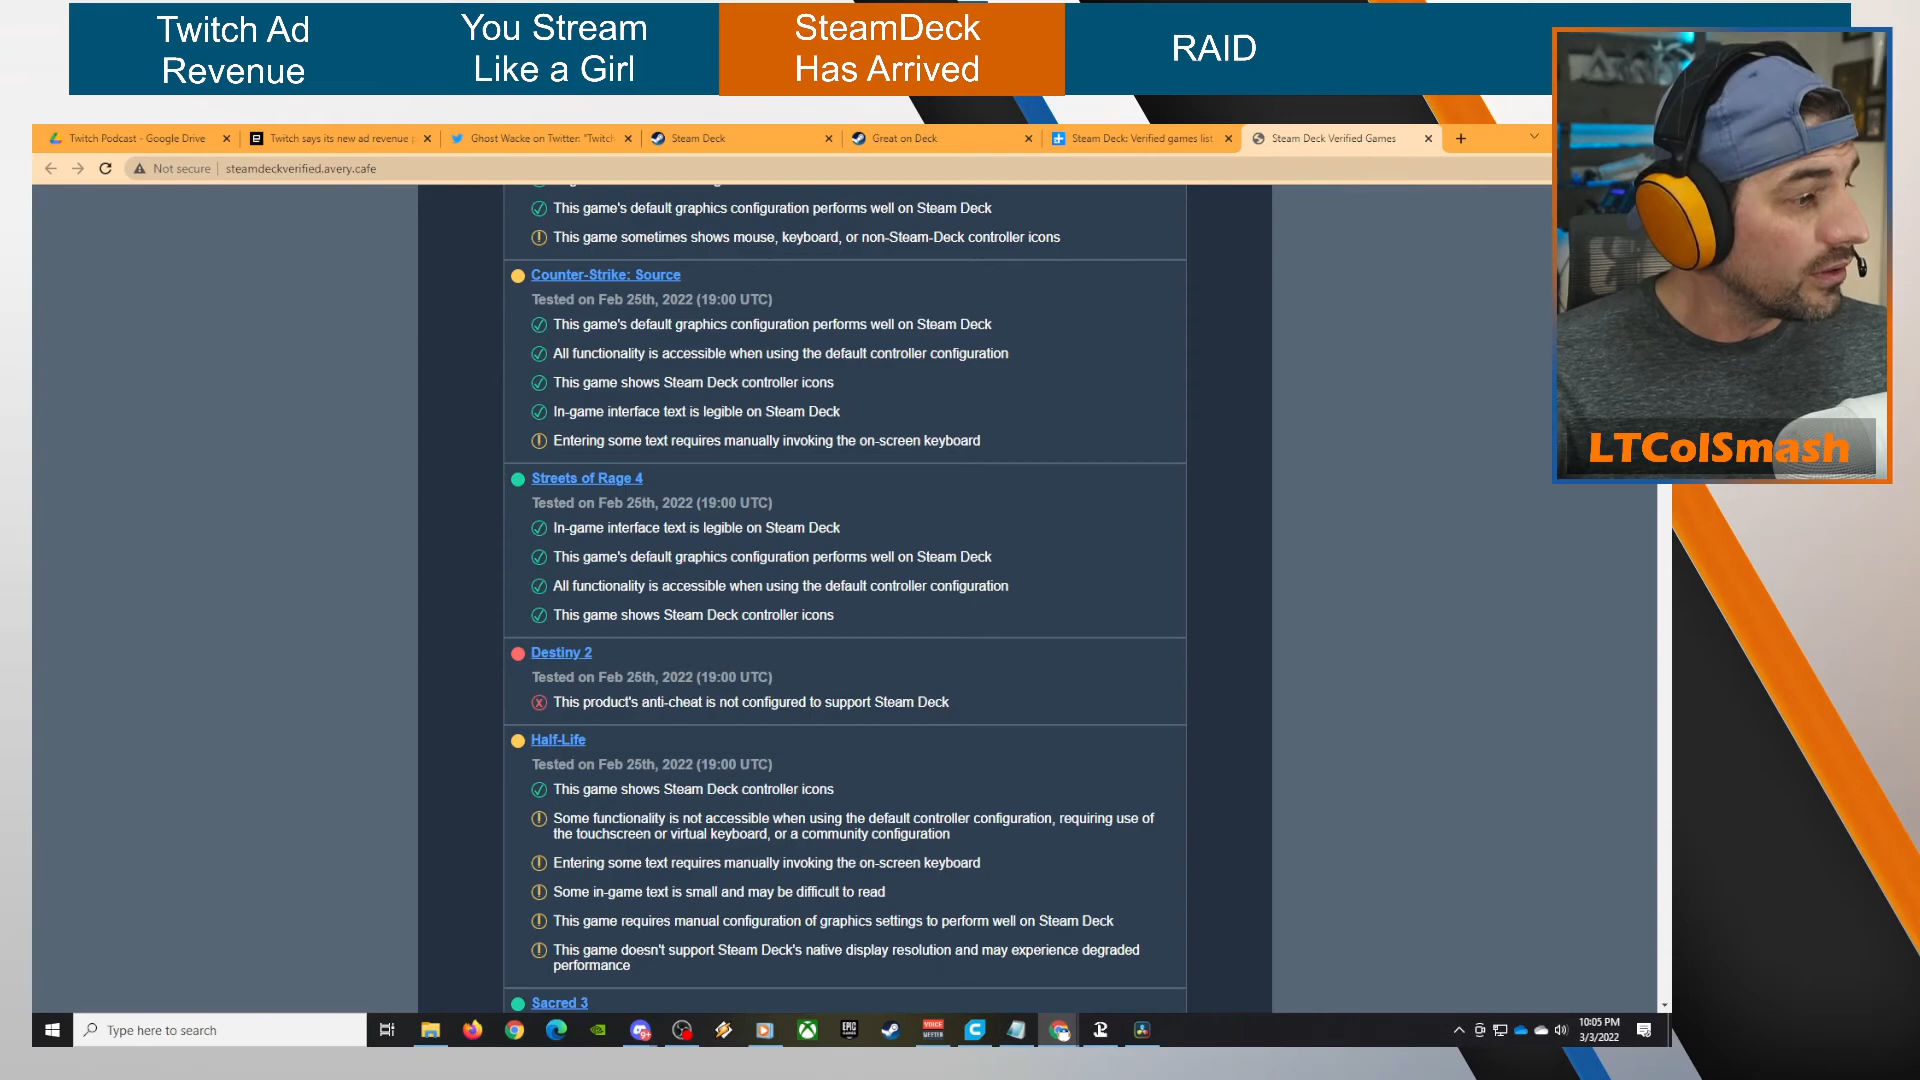 Twitch Ad
Revenue
You Stream
Like a Girl
SteamDeck
Has Arrived
RAID
Twitch Podcast - Google Drive
Twitch says its new ad revenue p
Ghost Wacke on Twitter: "Twitch
Steam Deck
Great on Deck
Steam Deck: Verified games list
Steam Deck Verified Games
Not secure
steamdeckverified.avery.cafe
This game's default graphics configuration performs well on Steam Deck
This game sometimes shows mouse, keyboard, or non-Steam-Deck controller icons
Counter-Strike: Source
Tested on Feb 25th, 2022 (19:00 UTC)
This game's default graphics configuration performs well on Steam Deck
All functionality is accessible when using the default controller configuration
This game shows Steam Deck controller icons
In-game interface text is legible on Steam Deck
Entering some text requires manually invoking the on-screen keyboard
Streets of Rage 4
Tested on Feb 25th, 2022 (19:00 UTC)
In-game interface text is legible on Steam Deck
This game's default graphics configuration performs well on Steam Deck
All functionality is accessible when using the default controller configuration
This game shows Steam Deck controller icons
Destiny 2
Tested on Feb 25th, 2022 (19:00 UTC)
This product's anti-cheat is not configured to support Steam Deck
Half-Life
Tested on Feb 25th, 2022 (19:00 UTC)
This game shows Steam Deck controller icons
Some functionality is not accessible when using the default controller configuration, requiring use of
the touchscreen or virtual keyboard, or a community configuration
Entering some text requires manually invoking the on-screen keyboard
Some in-game text is small and may be difficult to read
This game requires manual configuration of graphics settings to perform well on Steam Deck
This game doesn't support Steam Deck's native display resolution and may experience degraded
performance
Sacred 3
LTColSmash
Type here to search
EPIC
10:05 PM
3/3/2022